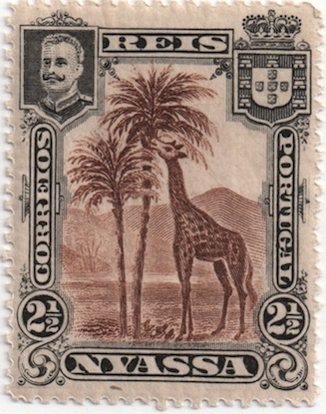 REIS
CORREIOS
PORTUGAL
2½ 2½
NYASSA